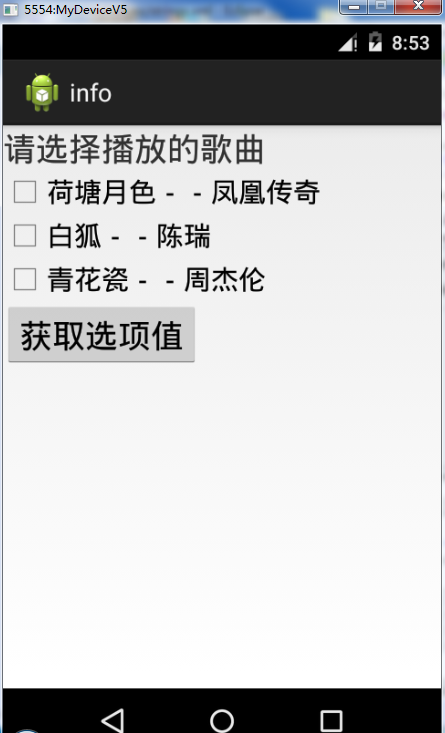 5554:MyDeviceV5
8:53
info
请选择播放的歌曲
荷塘月色 - - 凤凰传奇
白狐 - - 陈瑞
青花瓷 - - 周杰伦
获取选项值